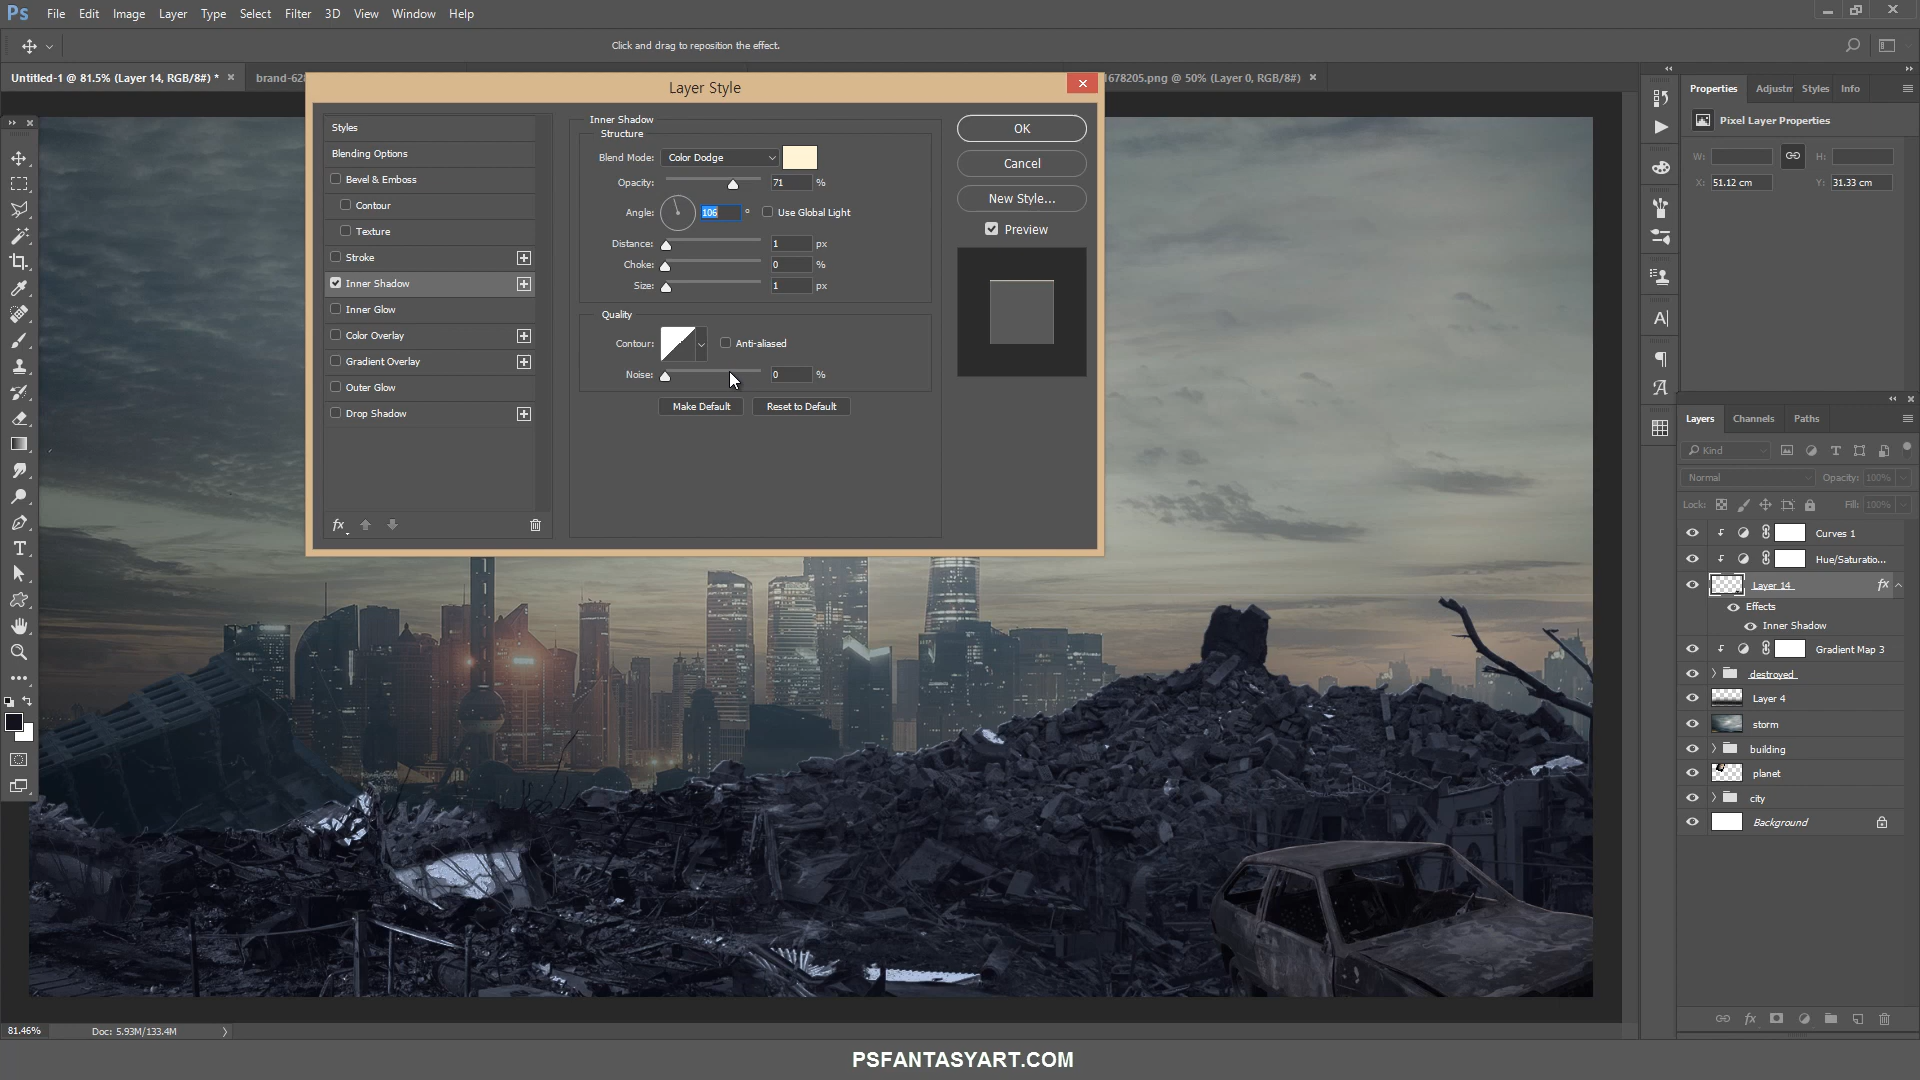 Ps File Edit Image Layer Type Select Filter 3D View Window Help
Click and drag to reposition the effect.
Untitled-1 @ 81.5% (Layer 14, RGB/8#) * × 1678205.png @ 50% (Layer 0, RGB/8#) ×
Layer Style
Styles
Blending Options
Bevel & Emboss
Contour
Texture
Stroke
Inner Shadow
Inner Glow
Color Overlay
Gradient Overlay
Outer Glow
Drop Shadow
fx
Inner Shadow
Structure
Blend Mode: Color Dodge
Opacity: 71 %
Angle: 106 ° Use Global Light
Distance: 1 px
Choke: 0 %
Size: 1 px
Quality
Contour: Anti-aliased
Noise: 0 %
Make Default Reset to Default
OK
Cancel
New Style...
Preview
Properties Adjustm Styles Info
Pixel Layer Properties
W: H:
X: 51.12 cm Y: 31.33 cm
Layers Channels Paths
Kind
Normal Opacity: 100%
Lock: Fill: 100%
Curves 1
Hue/Saturatio...
Layer 14 fx
Effects
Inner Shadow
Gradient Map 3
destroyed
Layer 4
storm
building
planet
city
Background
fx
81.46% Doc: 5.93M/133.4M
PSFANTASYART.COM